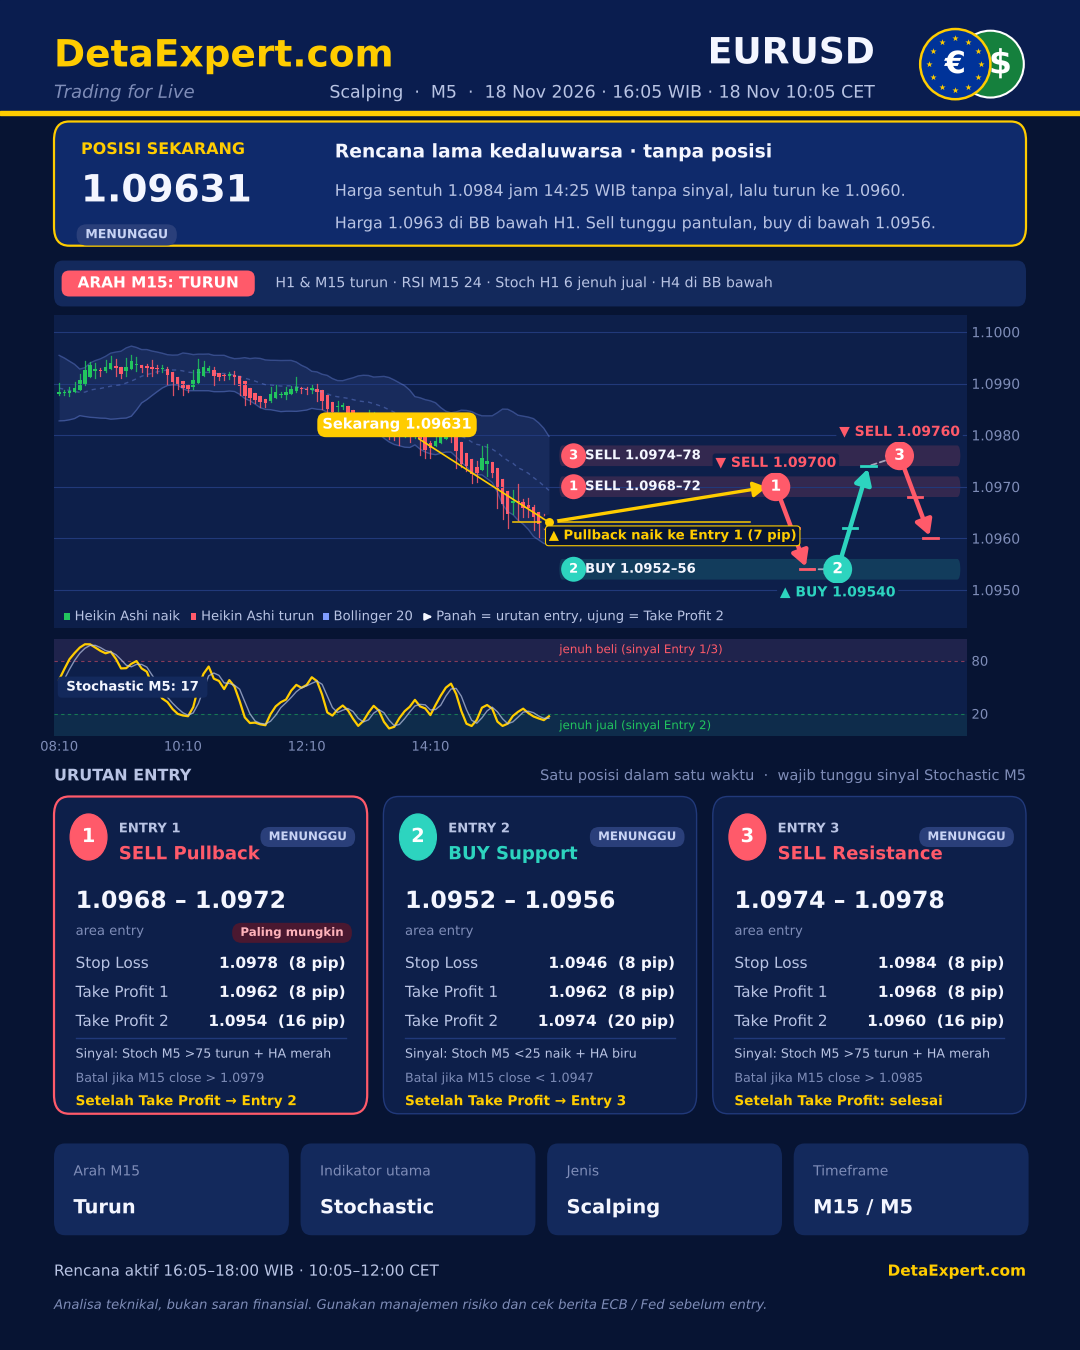 DetaExpert.com
Trading for Live
EURUSD
Scalping · M5 · 18 Nov 2026 · 16:05 WIB · 18 Nov 10:05 CET
€ $
POSISI SEKARANG
1.09631
MENUNGGU
Rencana lama kedaluwarsa · tanpa posisi
Harga sentuh 1.0984 jam 14:25 WIB tanpa sinyal, lalu turun ke 1.0960.
Harga 1.0963 di BB bawah H1. Sell tunggu pantulan, buy di bawah 1.0956.
ARAH M15: TURUN
H1 & M15 turun · RSI M15 24 · Stoch H1 6 jenuh jual · H4 di BB bawah
1.1000
1.0990
1.0980
1.0970
1.0960
1.0950
Sekarang 1.09631
▼ SELL 1.09760
3 SELL 1.0974–78
▼ SELL 1.09700
3
1 SELL 1.0968–72
1
▲ Pullback naik ke Entry 1 (7 pip)
2 BUY 1.0952–56
2
▲ BUY 1.09540
Heikin Ashi naik
Heikin Ashi turun
Bollinger 20
Panah = urutan entry, ujung = Take Profit 2
jenuh beli (sinyal Entry 1/3)
80
Stochastic M5: 17
20
jenuh jual (sinyal Entry 2)
08:10 10:10 12:10 14:10
URUTAN ENTRY
Satu posisi dalam satu waktu · wajib tunggu sinyal Stochastic M5
1
ENTRY 1
MENUNGGU
SELL Pullback
1.0968 – 1.0972
area entry
Paling mungkin
Stop Loss 1.0978 (8 pip)
Take Profit 1 1.0962 (8 pip)
Take Profit 2 1.0954 (16 pip)
Sinyal: Stoch M5 >75 turun + HA merah
Batal jika M15 close > 1.0979
Setelah Take Profit → Entry 2
2
ENTRY 2
MENUNGGU
BUY Support
1.0952 – 1.0956
area entry
Stop Loss 1.0946 (8 pip)
Take Profit 1 1.0962 (8 pip)
Take Profit 2 1.0974 (20 pip)
Sinyal: Stoch M5 <25 naik + HA biru
Batal jika M15 close < 1.0947
Setelah Take Profit → Entry 3
3
ENTRY 3
MENUNGGU
SELL Resistance
1.0974 – 1.0978
area entry
Stop Loss 1.0984 (8 pip)
Take Profit 1 1.0968 (8 pip)
Take Profit 2 1.0960 (16 pip)
Sinyal: Stoch M5 >75 turun + HA merah
Batal jika M15 close > 1.0985
Setelah Take Profit: selesai
Arah M15
Turun
Indikator utama
Stochastic
Jenis
Scalping
Timeframe
M15 / M5
Rencana aktif 16:05–18:00 WIB · 10:05–12:00 CET
DetaExpert.com
Analisa teknikal, bukan saran finansial. Gunakan manajemen risiko dan cek berita ECB / Fed sebelum entry.